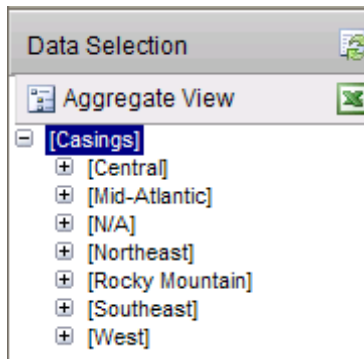 Data Selection
Aggregate View
[Casings]
[Central]
[Mid-Atlantic]
[N/A]
[Northeast]
[Rocky Mountain]
[Southeast]
[West]